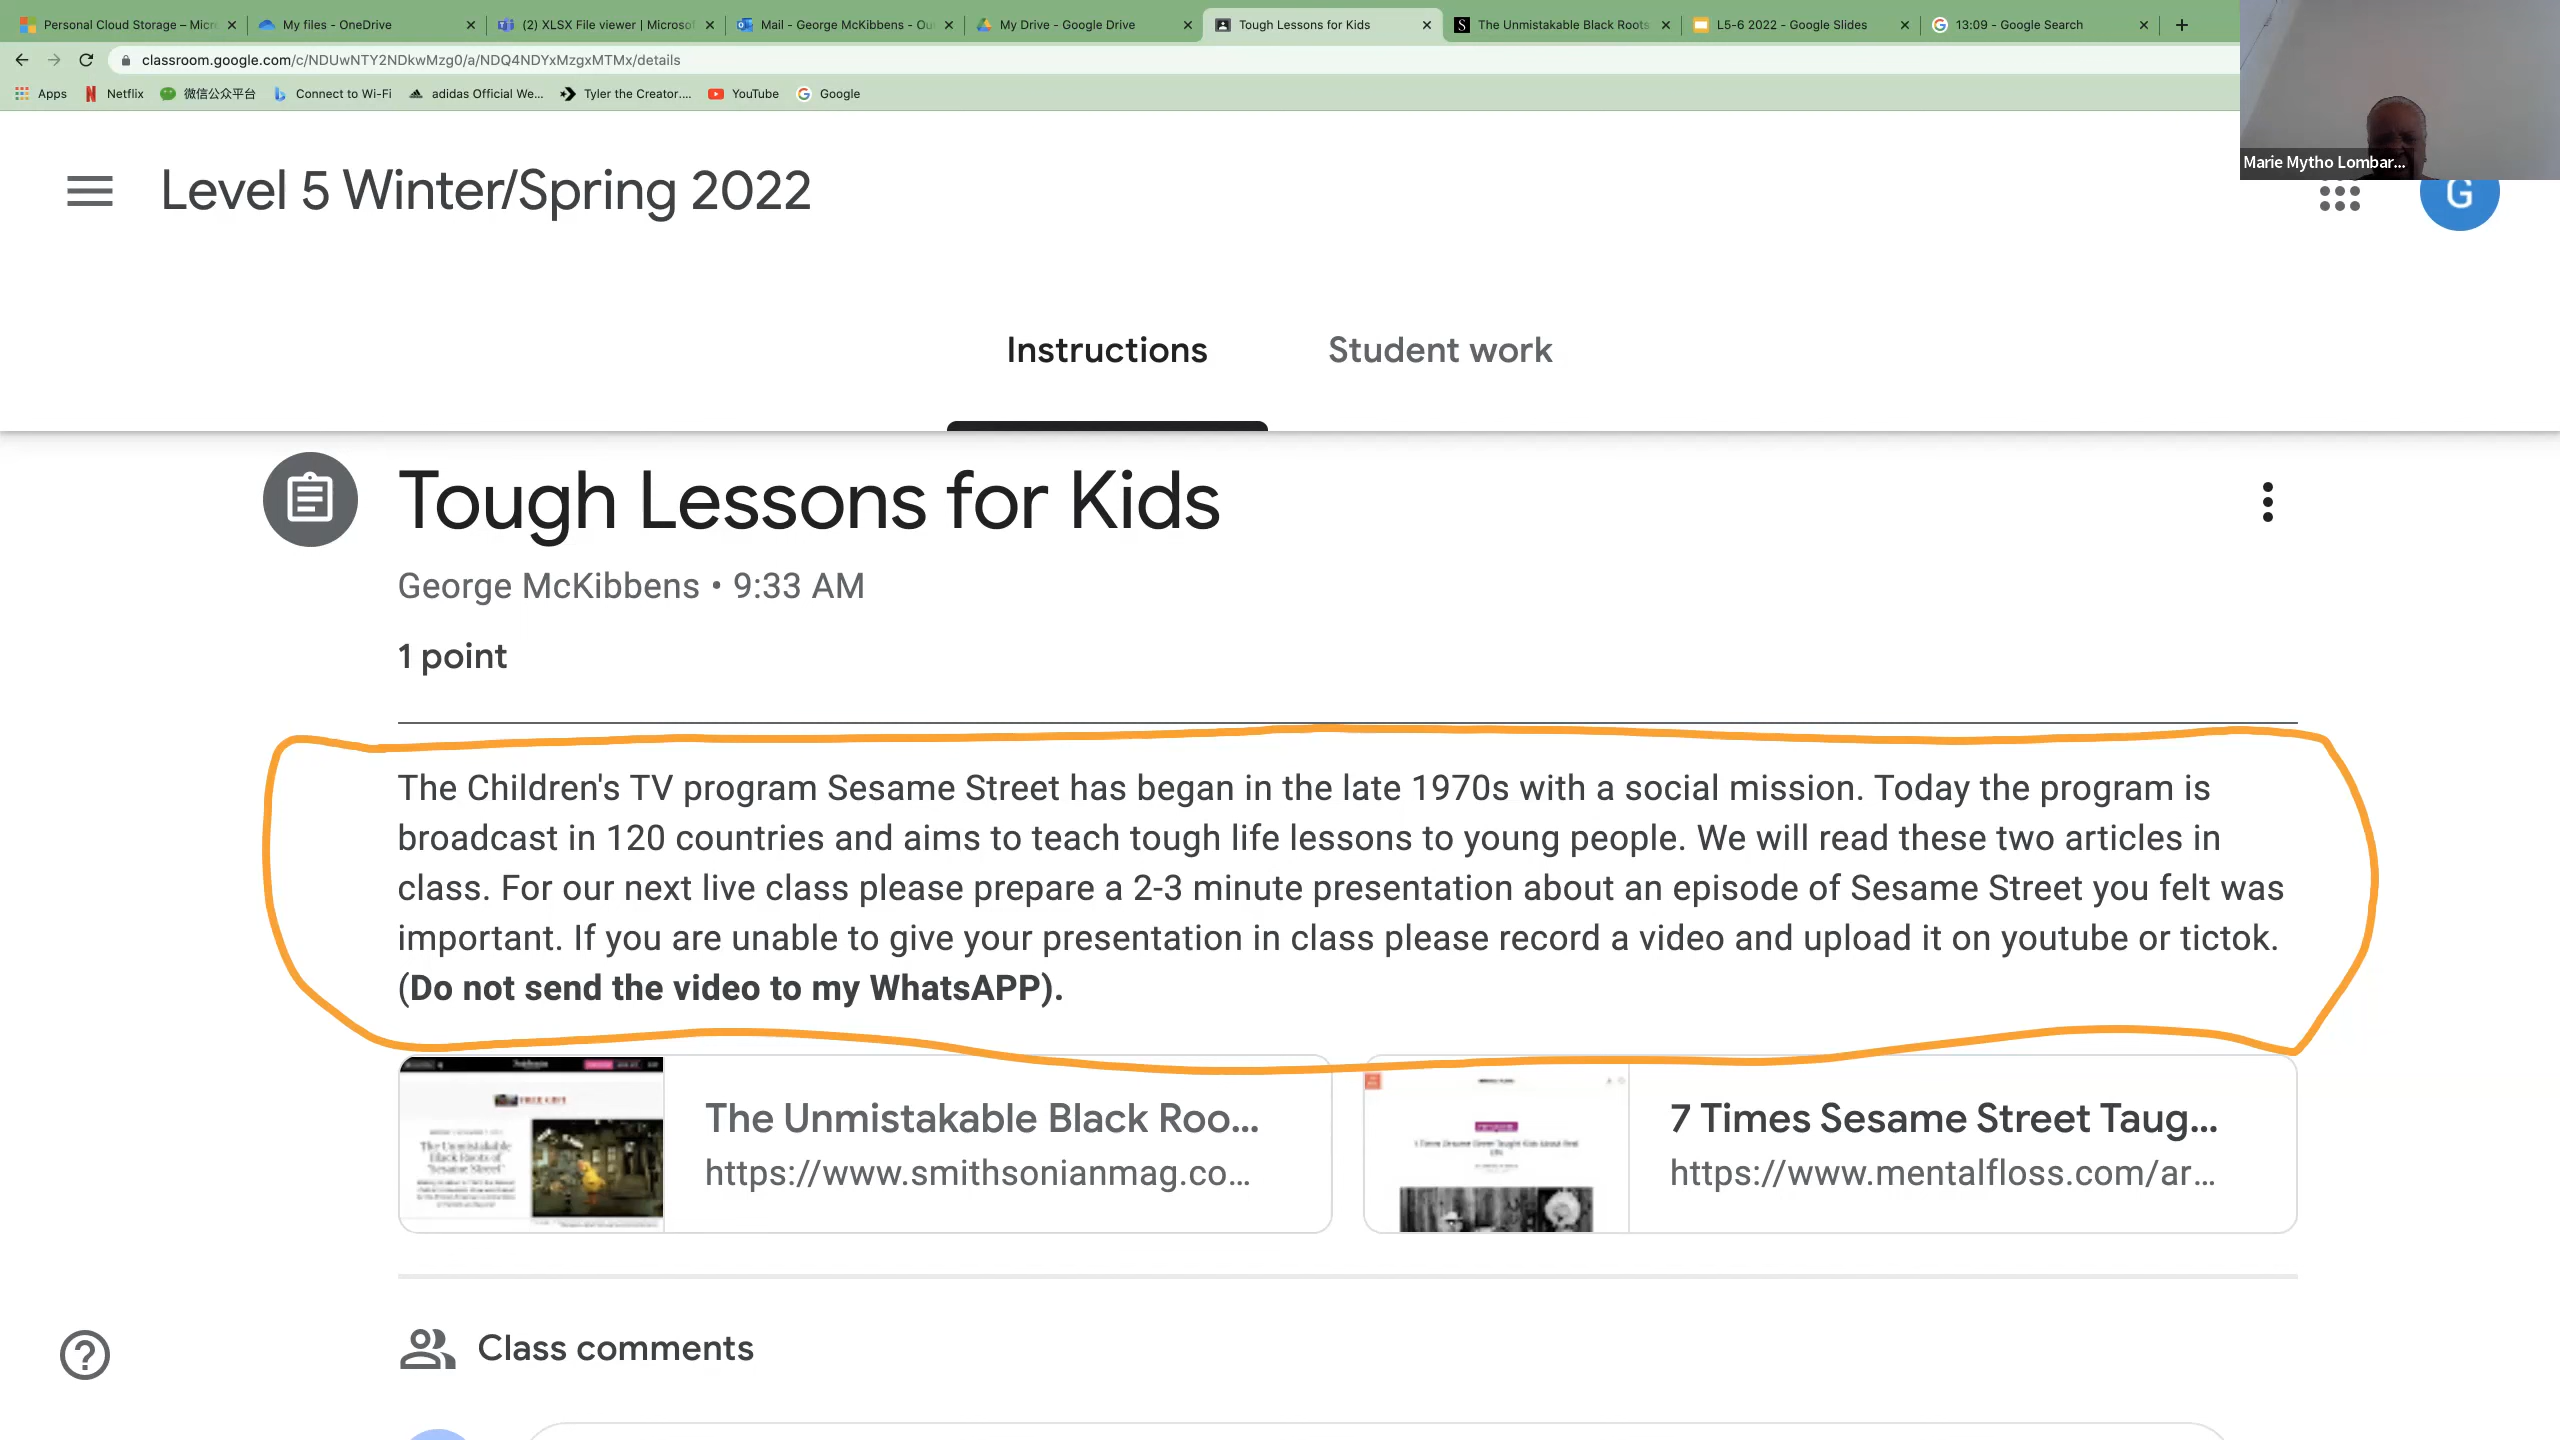 Personal Cloud Storage – Micr
My files - OneDrive
(2) XLSX File viewer | Microsof
Mail - George McKibbens - Ou
My Drive - Google Drive
Tough Lessons for Kids
The Unmistakable Black Roots
L5-6 2022 - Google Slides
13:09 - Google Search
classroom.google.com/c/NDUwNTY2NDkwMzg0/a/NDQ4NDYxMzgxMTMx/details
Apps
Netflix
微信公众平台
Connect to Wi-Fi
adidas Official We...
Tyler the Creator....
YouTube
Google
Marie Mytho Lombar...
Level 5 Winter/Spring 2022
G
Instructions
Student work
Tough Lessons for Kids
George McKibbens • 9:33 AM
1 point
The Children's TV program Sesame Street has began in the late 1970s with a social mission. Today the program is
broadcast in 120 countries and aims to teach tough life lessons to young people. We will read these two articles in
class. For our next live class please prepare a 2-3 minute presentation about an episode of Sesame Street you felt was
important. If you are unable to give your presentation in class please record a video and upload it on youtube or tictok.
(Do not send the video to my WhatsAPP).
The Unmistakable
Black Roots of
'Sesame Street'
The Unmistakable Black Roo...
https://www.smithsonianmag.co...
7 Times Sesame Street Taug...
https://www.mentalfloss.com/ar...
Class comments